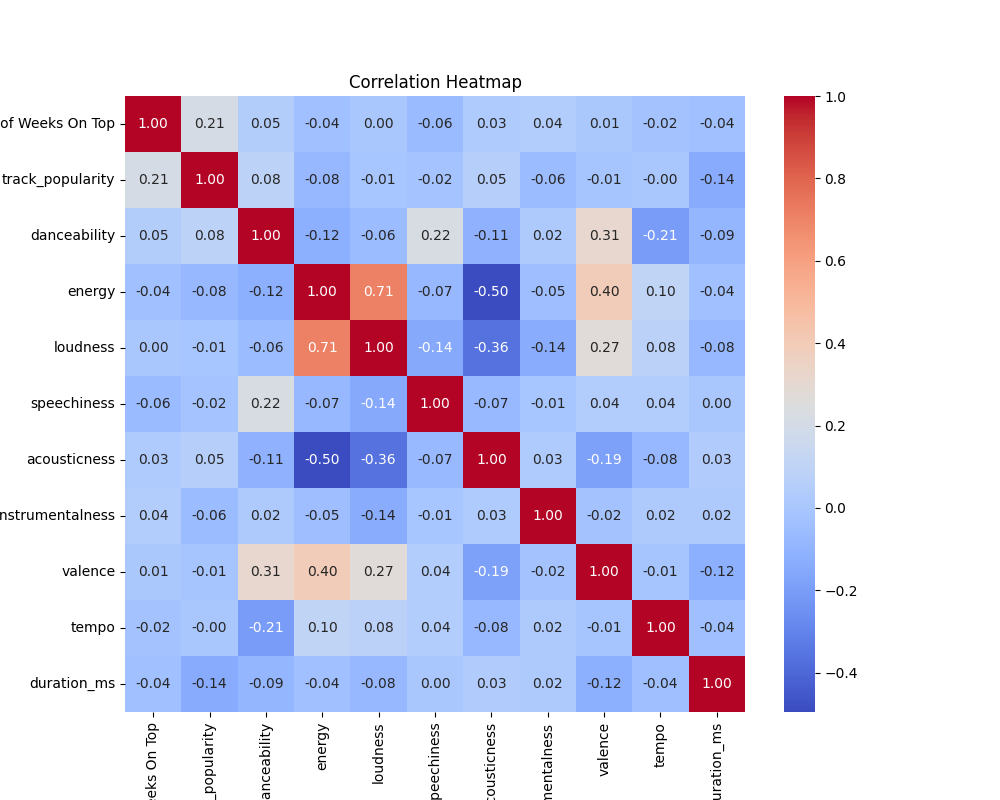 Correlation Heatmap
of Weeks On Top 1.00 0.21 0.05 -0.04 0.00 -0.06 0.03 0.04 0.01 -0.02 -0.04
track_popularity 0.21 1.00 0.08 -0.08 -0.01 -0.02 0.05 -0.06 -0.01 -0.00 -0.14
danceability 0.05 0.08 1.00 -0.12 -0.06 0.22 -0.11 0.02 0.31 -0.21 -0.09
energy -0.04 -0.08 -0.12 1.00 0.71 -0.07 -0.50 -0.05 0.40 0.10 -0.04
loudness 0.00 -0.01 -0.06 0.71 1.00 -0.14 -0.36 -0.14 0.27 0.08 -0.08
speechiness -0.06 -0.02 0.22 -0.07 -0.14 1.00 -0.07 -0.01 0.04 0.04 0.00
acousticness 0.03 0.05 -0.11 -0.50 -0.36 -0.07 1.00 0.03 -0.19 -0.08 0.03
nstrumentalness 0.04 -0.06 0.02 -0.05 -0.14 -0.01 0.03 1.00 -0.02 0.02 0.02
valence 0.01 -0.01 0.31 0.40 0.27 0.04 -0.19 -0.02 1.00 -0.01 -0.12
tempo -0.02 -0.00 -0.21 0.10 0.08 0.04 -0.08 0.02 -0.01 1.00 -0.04
duration_ms -0.04 -0.14 -0.09 -0.04 -0.08 0.00 0.03 0.02 -0.12 -0.04 1.00
eeks On Top
_popularity
anceability
energy
loudness
peechiness
cousticness
mentalness
valence
tempo
uration_ms
1.0
0.8
0.6
0.4
0.2
0.0
−0.2
−0.4